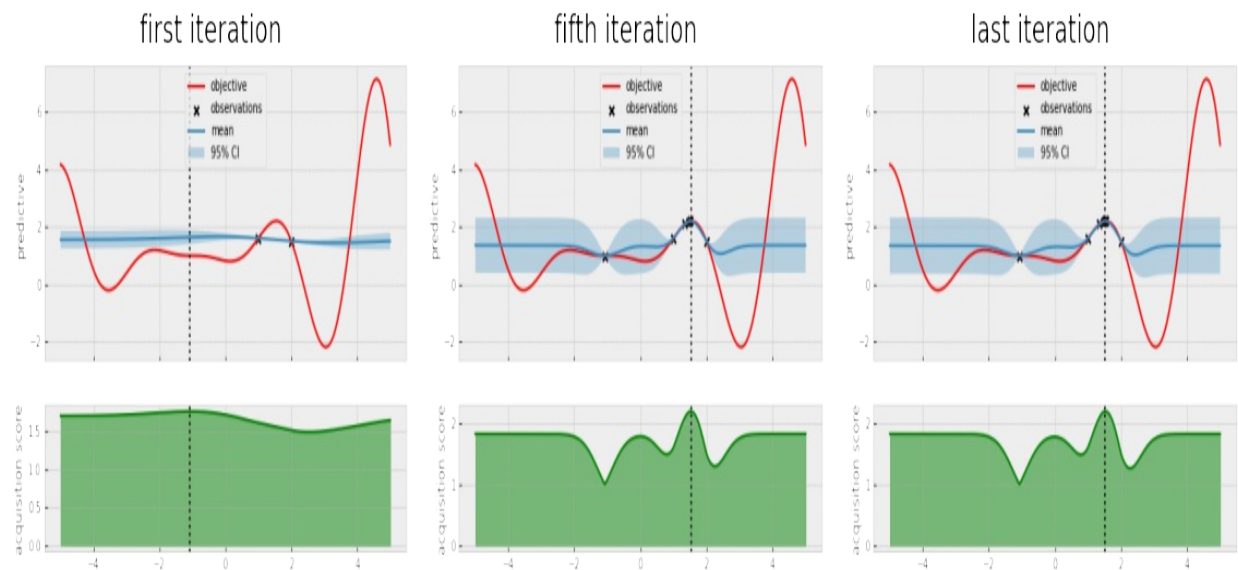 first iteration
fifth iteration
last iteration
objective
observations
mean
95% CI
predictive
6
4
2
0
−2
objective
observations
mean
95% CI
predictive
6
4
2
0
−2
objective
observations
mean
95% CI
predictive
6
4
2
0
−2
acquisition score
1.5
1.0
0.5
0.0
−4
−2
0
2
4
acquisition score
2
1
0
−4
−2
0
2
4
acquisition score
2
1
0
−4
−2
0
2
4